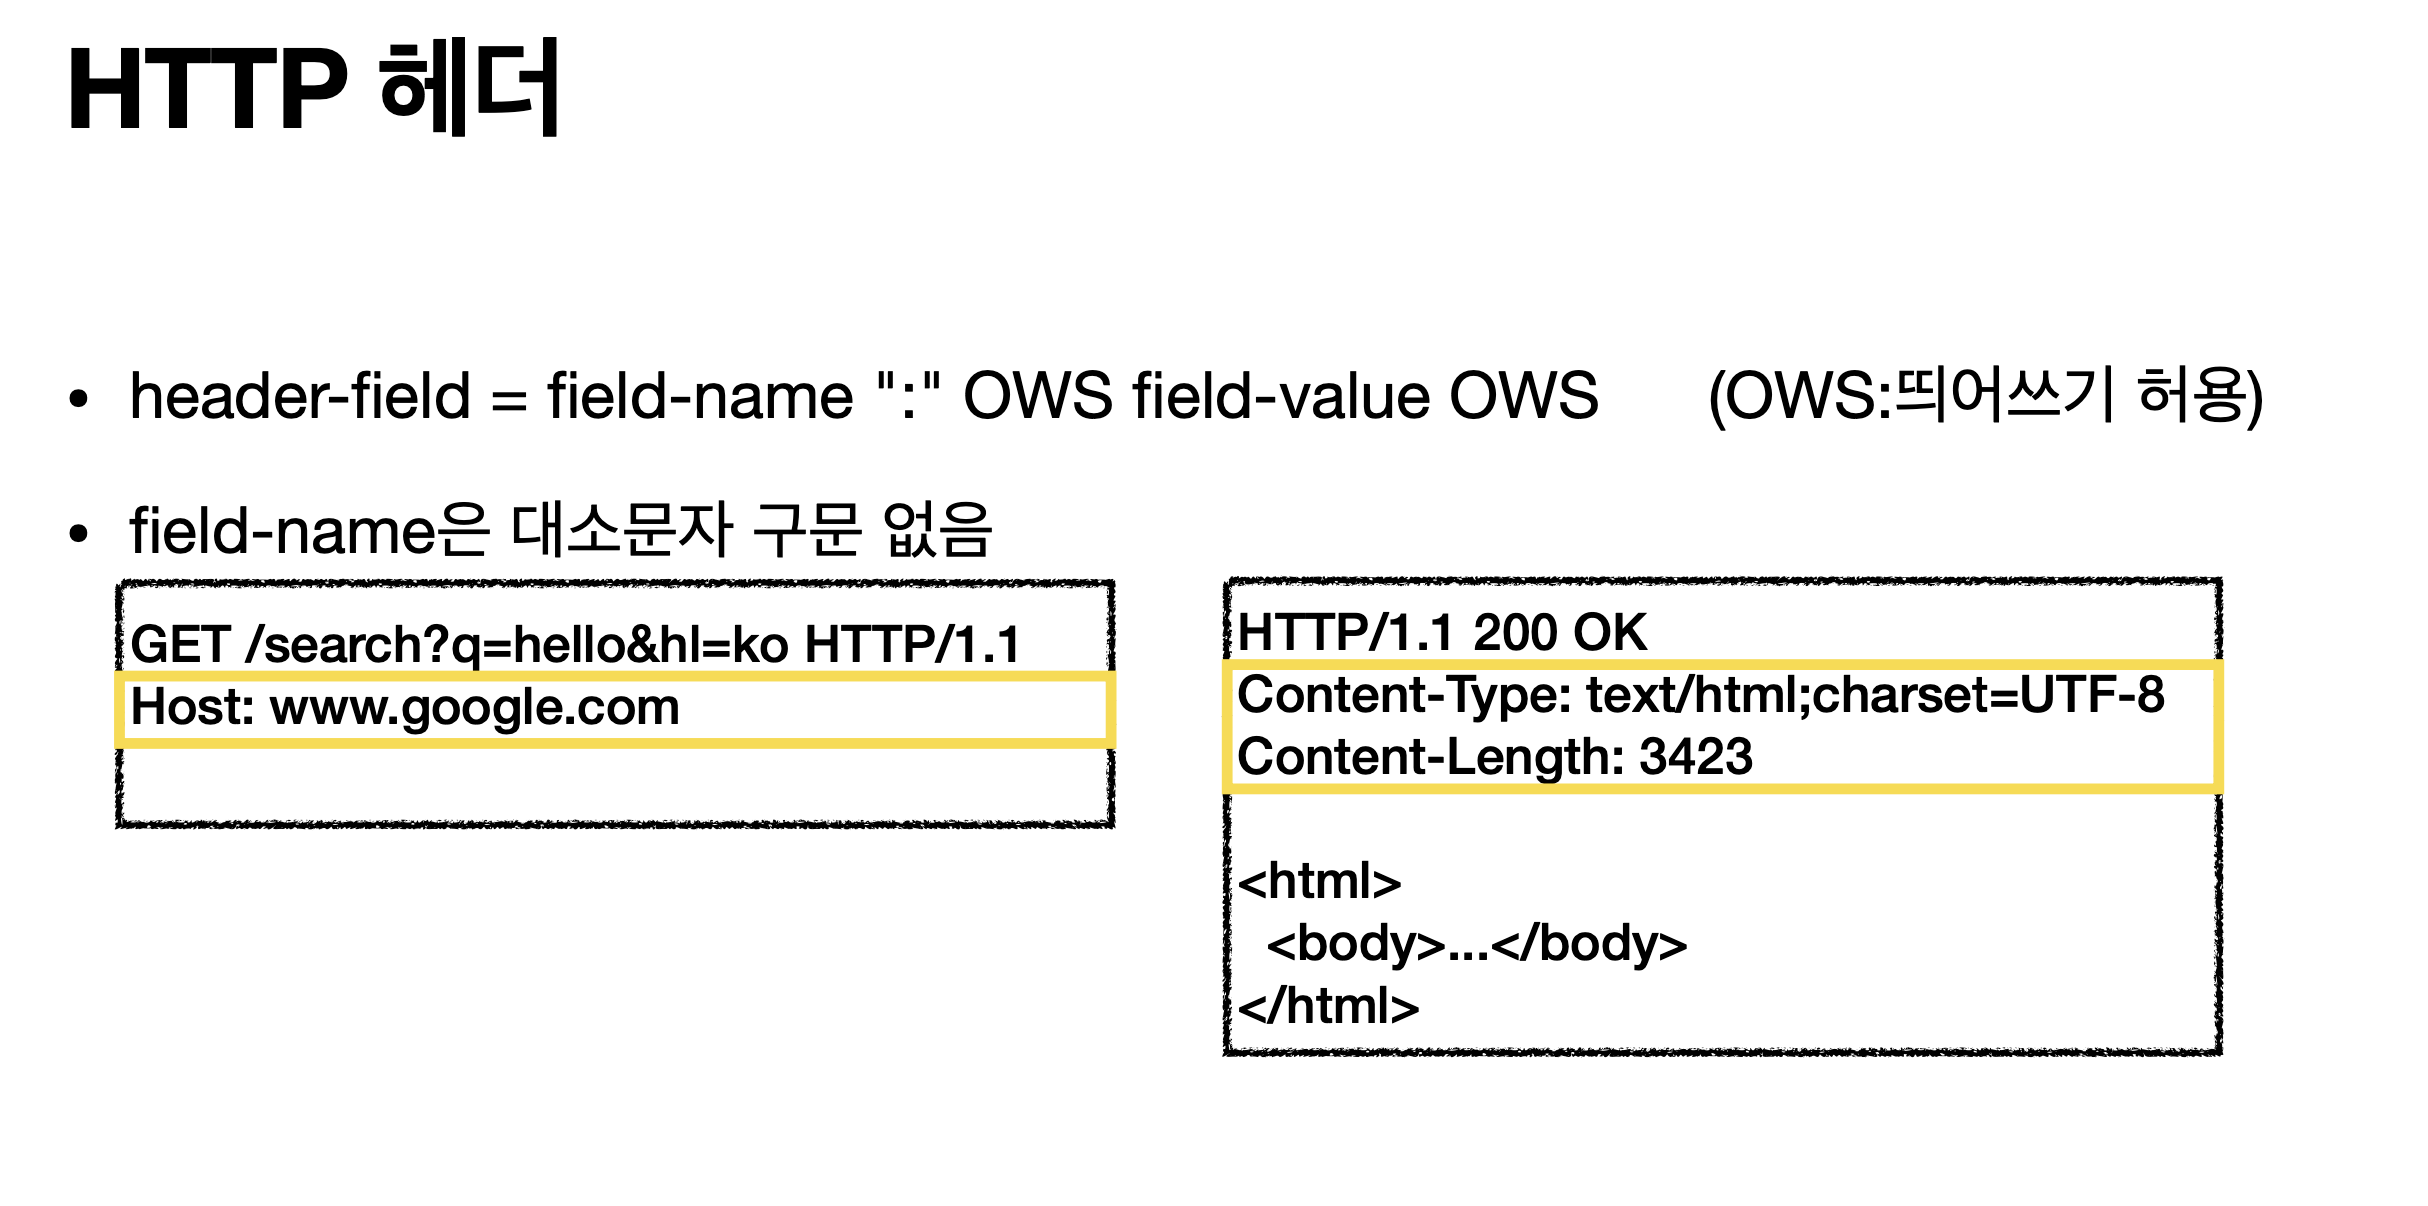 HTTP 헤더
• header-field = field-name ":" OWS field-value OWS (OWS:띄어쓰기 허용)
• field-name은 대소문자 구문 없음
GET /search?q=hello&hl=ko HTTP/1.1
Host: www.google.com
HTTP/1.1 200 OK
Content-Type: text/html;charset=UTF-8
Content-Length: 3423
<html>
<body>...</body>
</html>